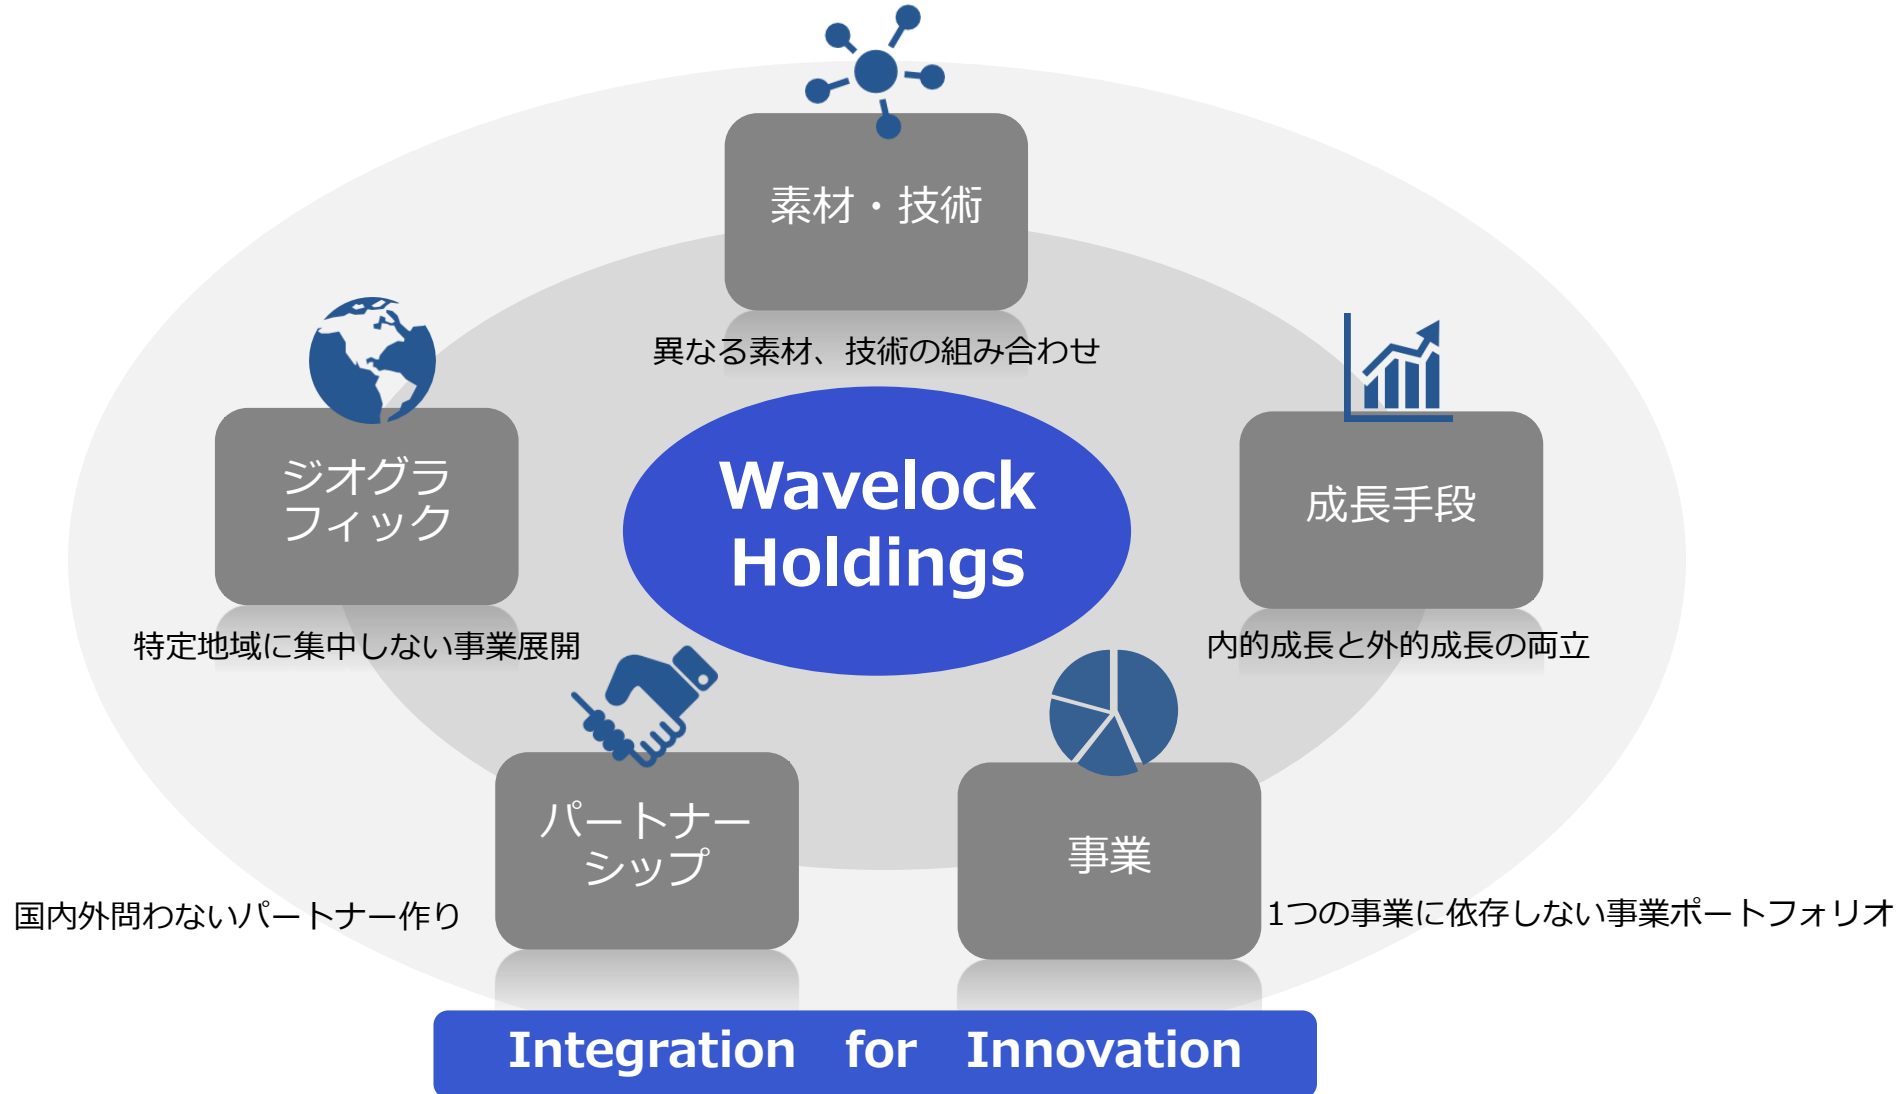 素材・技術
異なる素材、技術の組み合わせ
ジオグラ
フィック
特定地域に集中しない事業展開
Wavelock
Holdings
成長手段
内的成長と外的成長の両立
パートナー
シップ
国内外問わないパートナー作り
事業
1つの事業に依存しない事業ポートフォリオ
Integration for Innovation